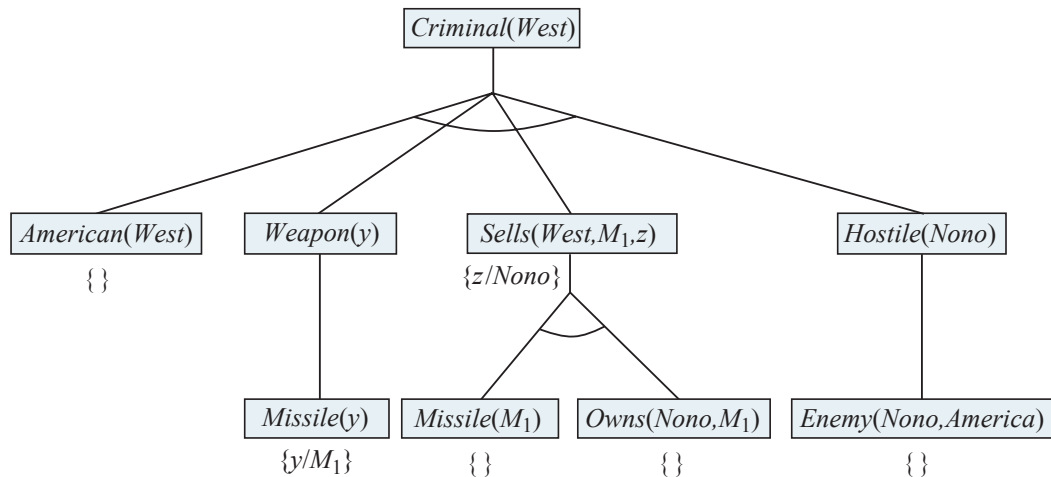 Criminal(West)
American(West) Weapon(y) Sells(West,M₁,z) Hostile(Nono)
{ } {z/Nono}
Missile(y) Missile(M₁) Owns(Nono,M₁) Enemy(Nono,America)
{y/M₁} { } { } { }